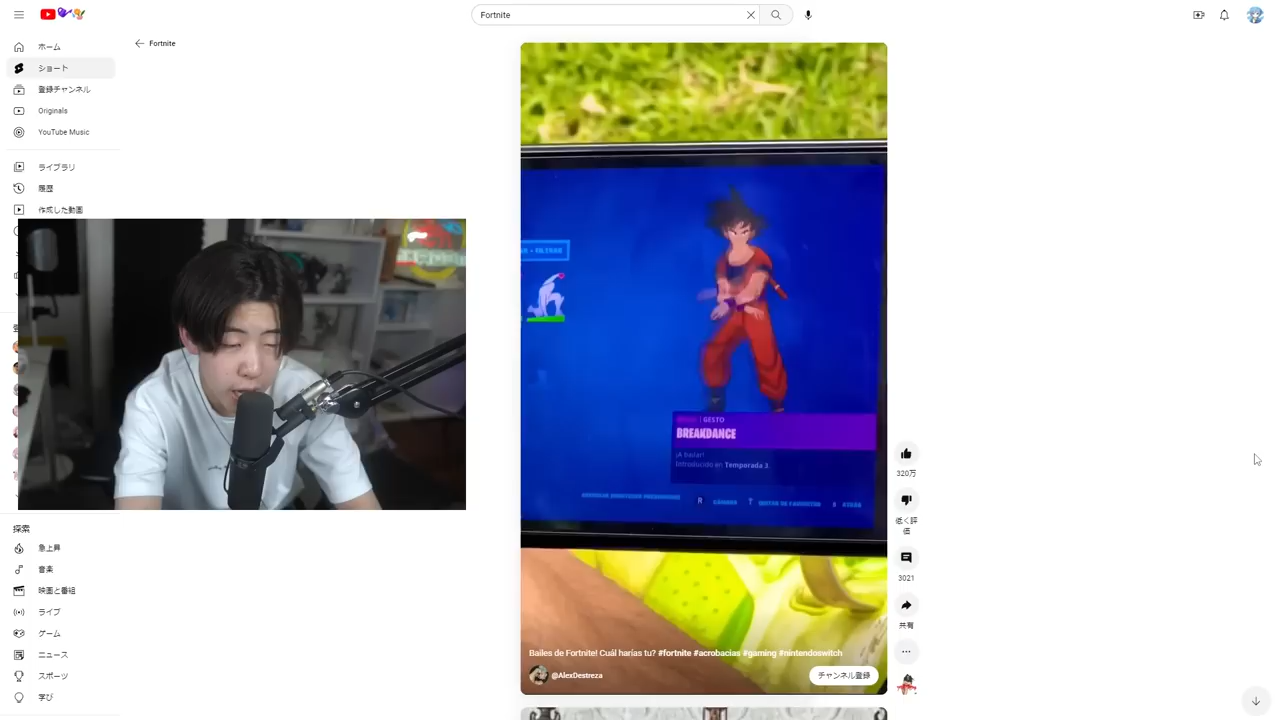 Fortnite
ホーム
ショート
登録チャンネル
Originals
YouTube Music
ライブラリ
履歴
作成した動画
探索
急上昇
音楽
映画と番組
ライブ
ゲーム
ニュース
スポーツ
学び
Fortnite
GESTO
BREAKDANCE
¡A bailar!
Introducido en Temporada 3.
R
QUITAR DE FAVORITOS
ATRÁS
Bailes de Fortnite! Cuál harías tu? #fortnite #acrobacias #gaming #nintendoswitch
@AlexDestreza
チャンネル登録
320万
低く評
価
3021
共有